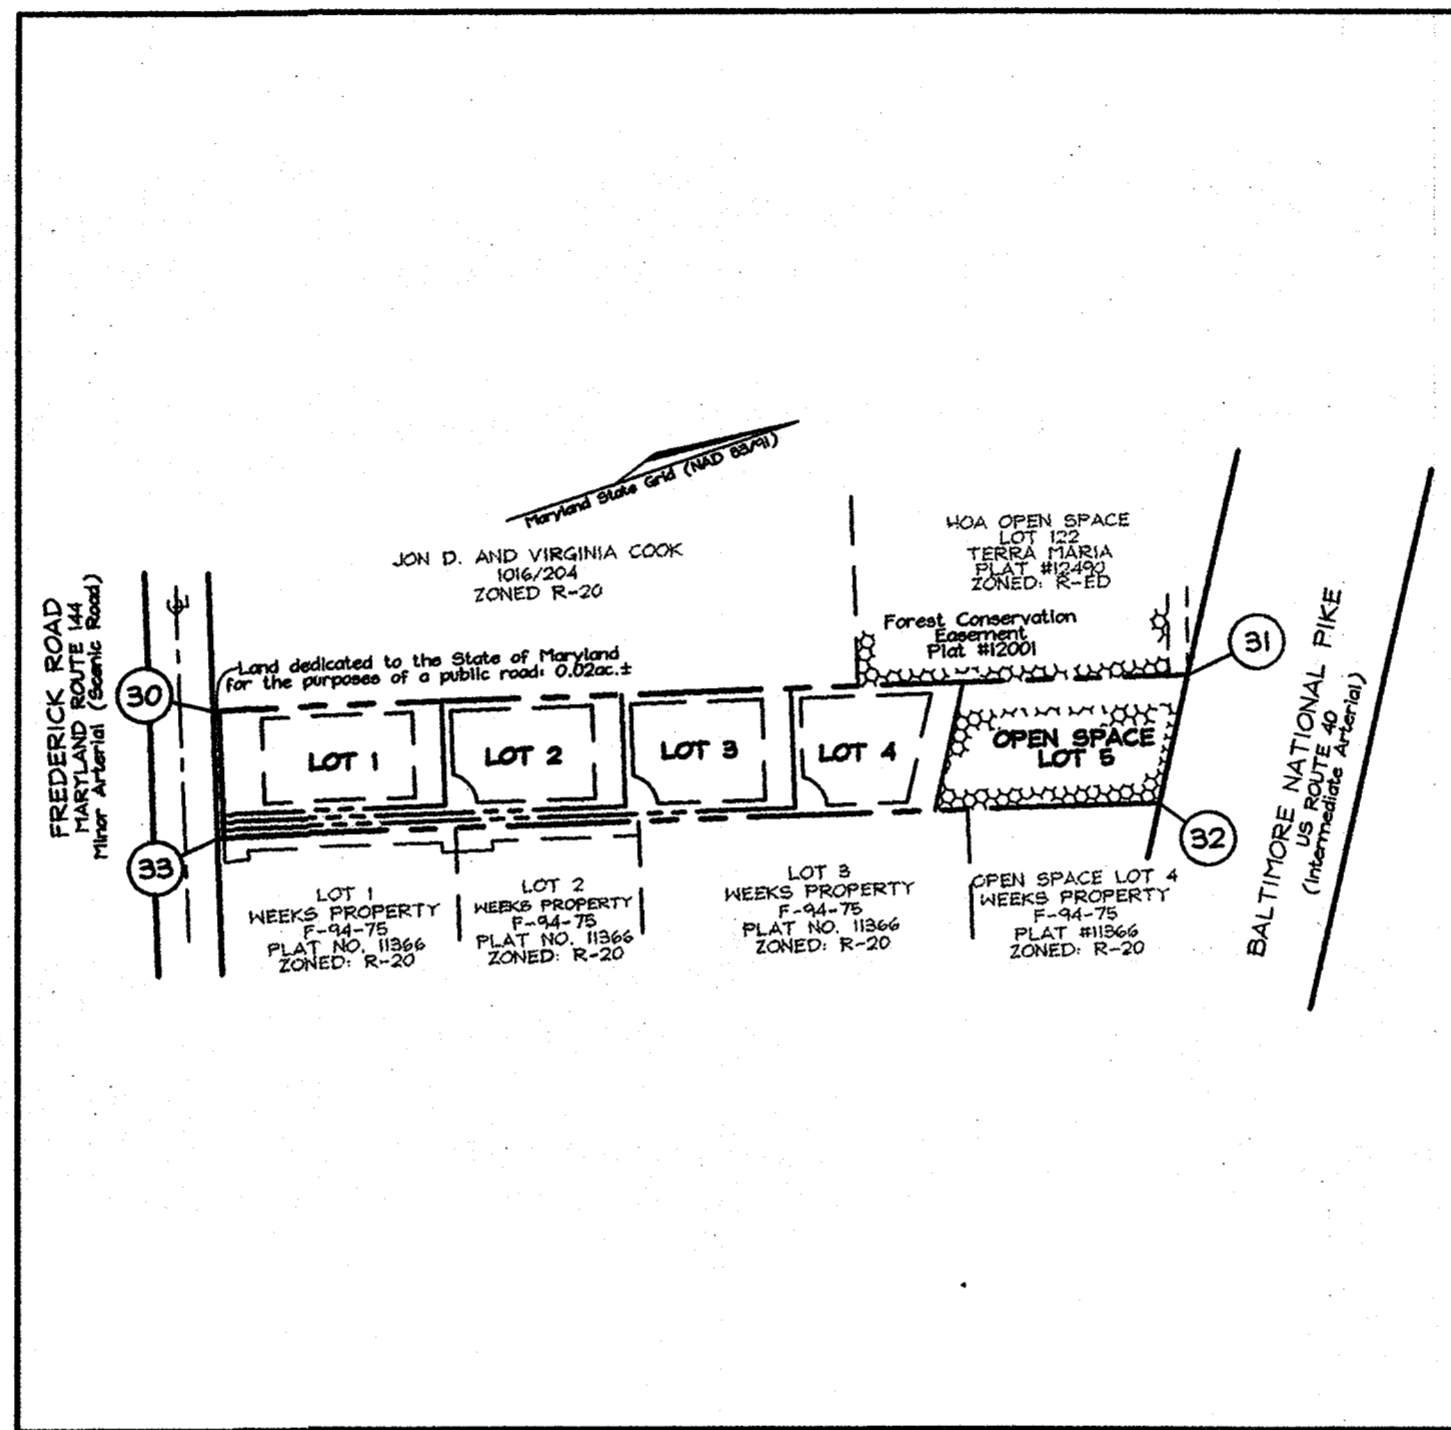 Maryland State Grid (NAD 83/91)
JON D. AND VIRGINIA COOK
1016/204
ZONED R-20
HOA OPEN SPACE
LOT 122
TERRA MARIA
PLAT #12490
ZONED: R-ED
Forest Conservation
Easement
Plat #12001
Land dedicated to the State of Maryland
for the purposes of a public road: 0.02ac.±
FREDERICK ROAD
MARYLAND ROUTE 144
Minor Arterial (Scenic Road)
30
31
32
33
LOT 1
LOT 2
LOT 3
LOT 4
OPEN SPACE
LOT 5
BALTIMORE NATIONAL PIKE
US ROUTE 40
(Intermediate Arterial)
LOT 1
WEEKS PROPERTY
F-94-75
PLAT NO. 11366
ZONED: R-20
LOT 2
WEEKS PROPERTY
F-94-75
PLAT NO. 11366
ZONED: R-20
LOT 3
WEEKS PROPERTY
F-94-75
PLAT NO. 11366
ZONED: R-20
OPEN SPACE LOT 4
WEEKS PROPERTY
F-94-75
PLAT #11366
ZONED: R-20